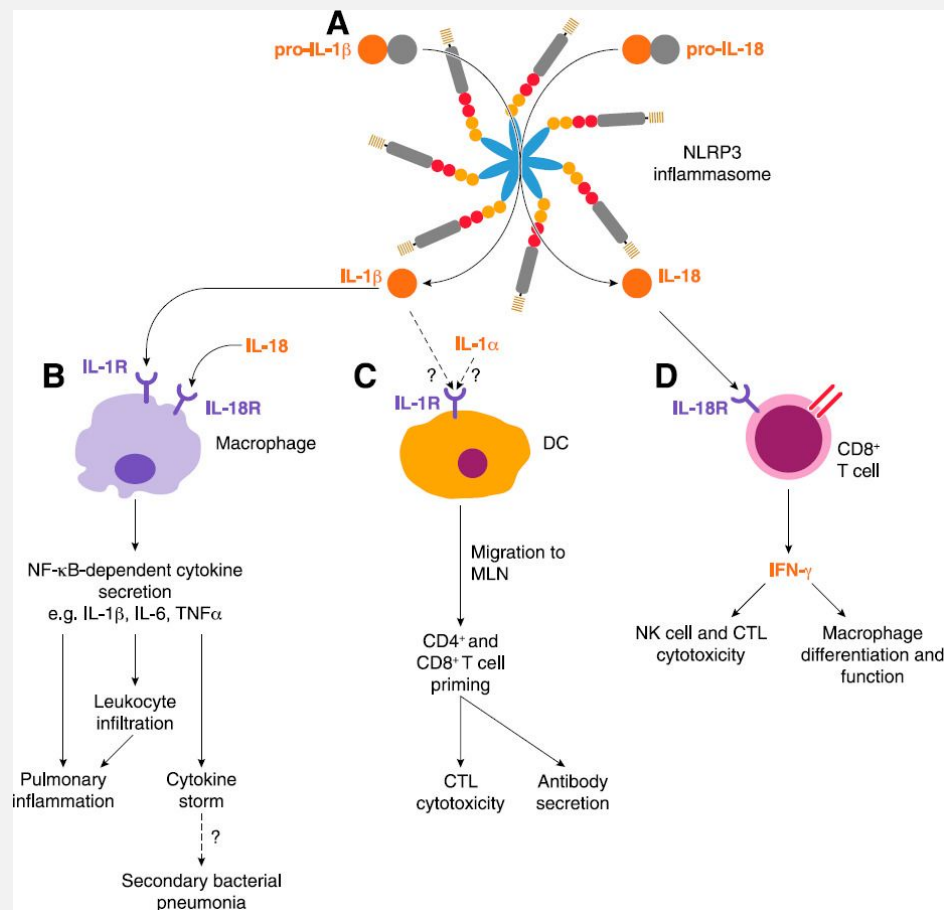 A
pro-IL-1β
pro-IL-18
NLRP3
inflammasome
IL-1β
IL-18
B
IL-1R
IL-18
IL-18R
Macrophage
NF-κB-dependent cytokine
secretion
e.g. IL-1β, IL-6, TNFα
Leukocyte
infiltration
Pulmonary
inflammation
Cytokine
storm
?
Secondary bacterial
pneumonia
C
IL-1α
?
?
IL-1R
DC
Migration to
MLN
CD4⁺ and
CD8⁺ T cell
priming
CTL
cytotoxicity
Antibody
secretion
D
IL-18R
CD8⁺
T cell
IFN-γ
NK cell and CTL
cytotoxicity
Macrophage
differentiation and
function